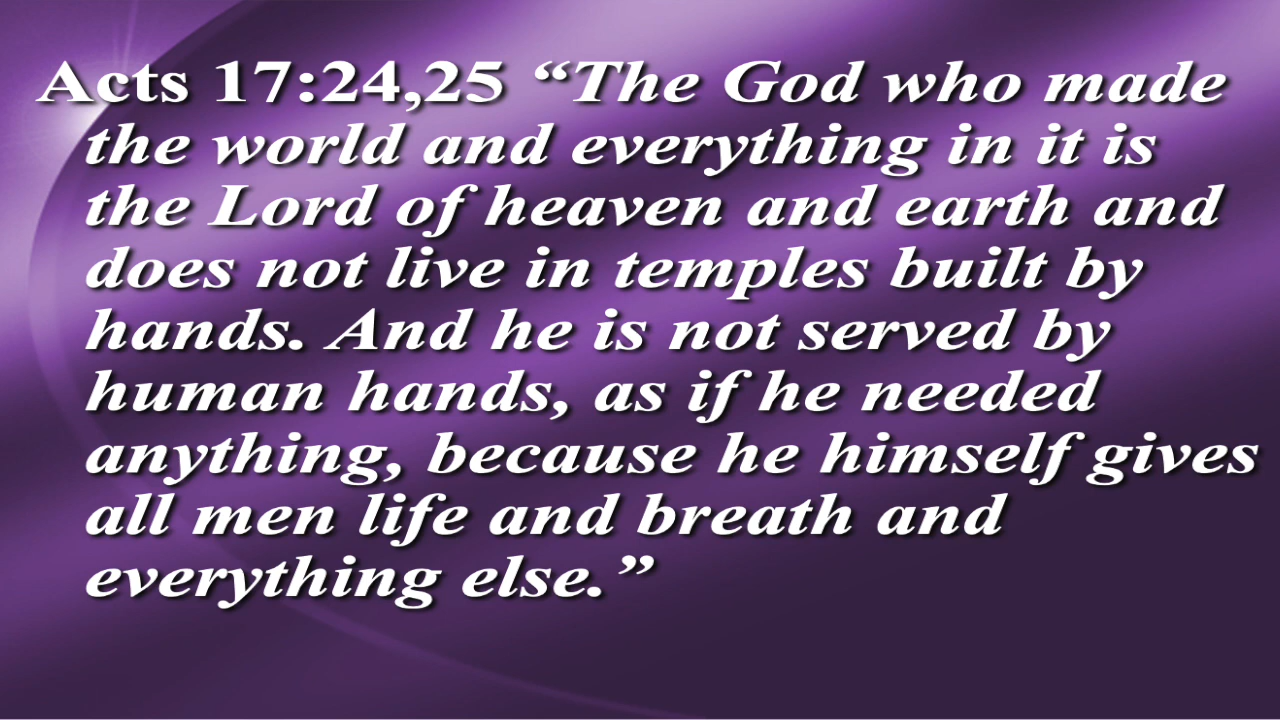 Acts 17:24,25 “The God who made
the world and everything in it is
the Lord of heaven and earth and
does not live in temples built by
hands. And he is not served by
human hands, as if he needed
anything, because he himself gives
all men life and breath and
everything else.”